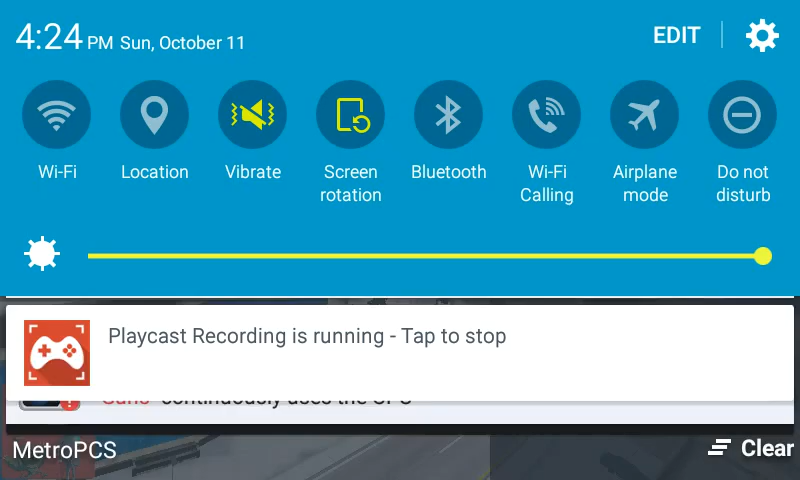 4:24 PM Sun, October 11
EDIT
Wi-Fi
Location
Vibrate
Screen
rotation
Bluetooth
Wi-Fi
Calling
Airplane
mode
Do not
disturb
Playcast Recording is running - Tap to stop
continuously uses the GPS
MetroPCS
Clear